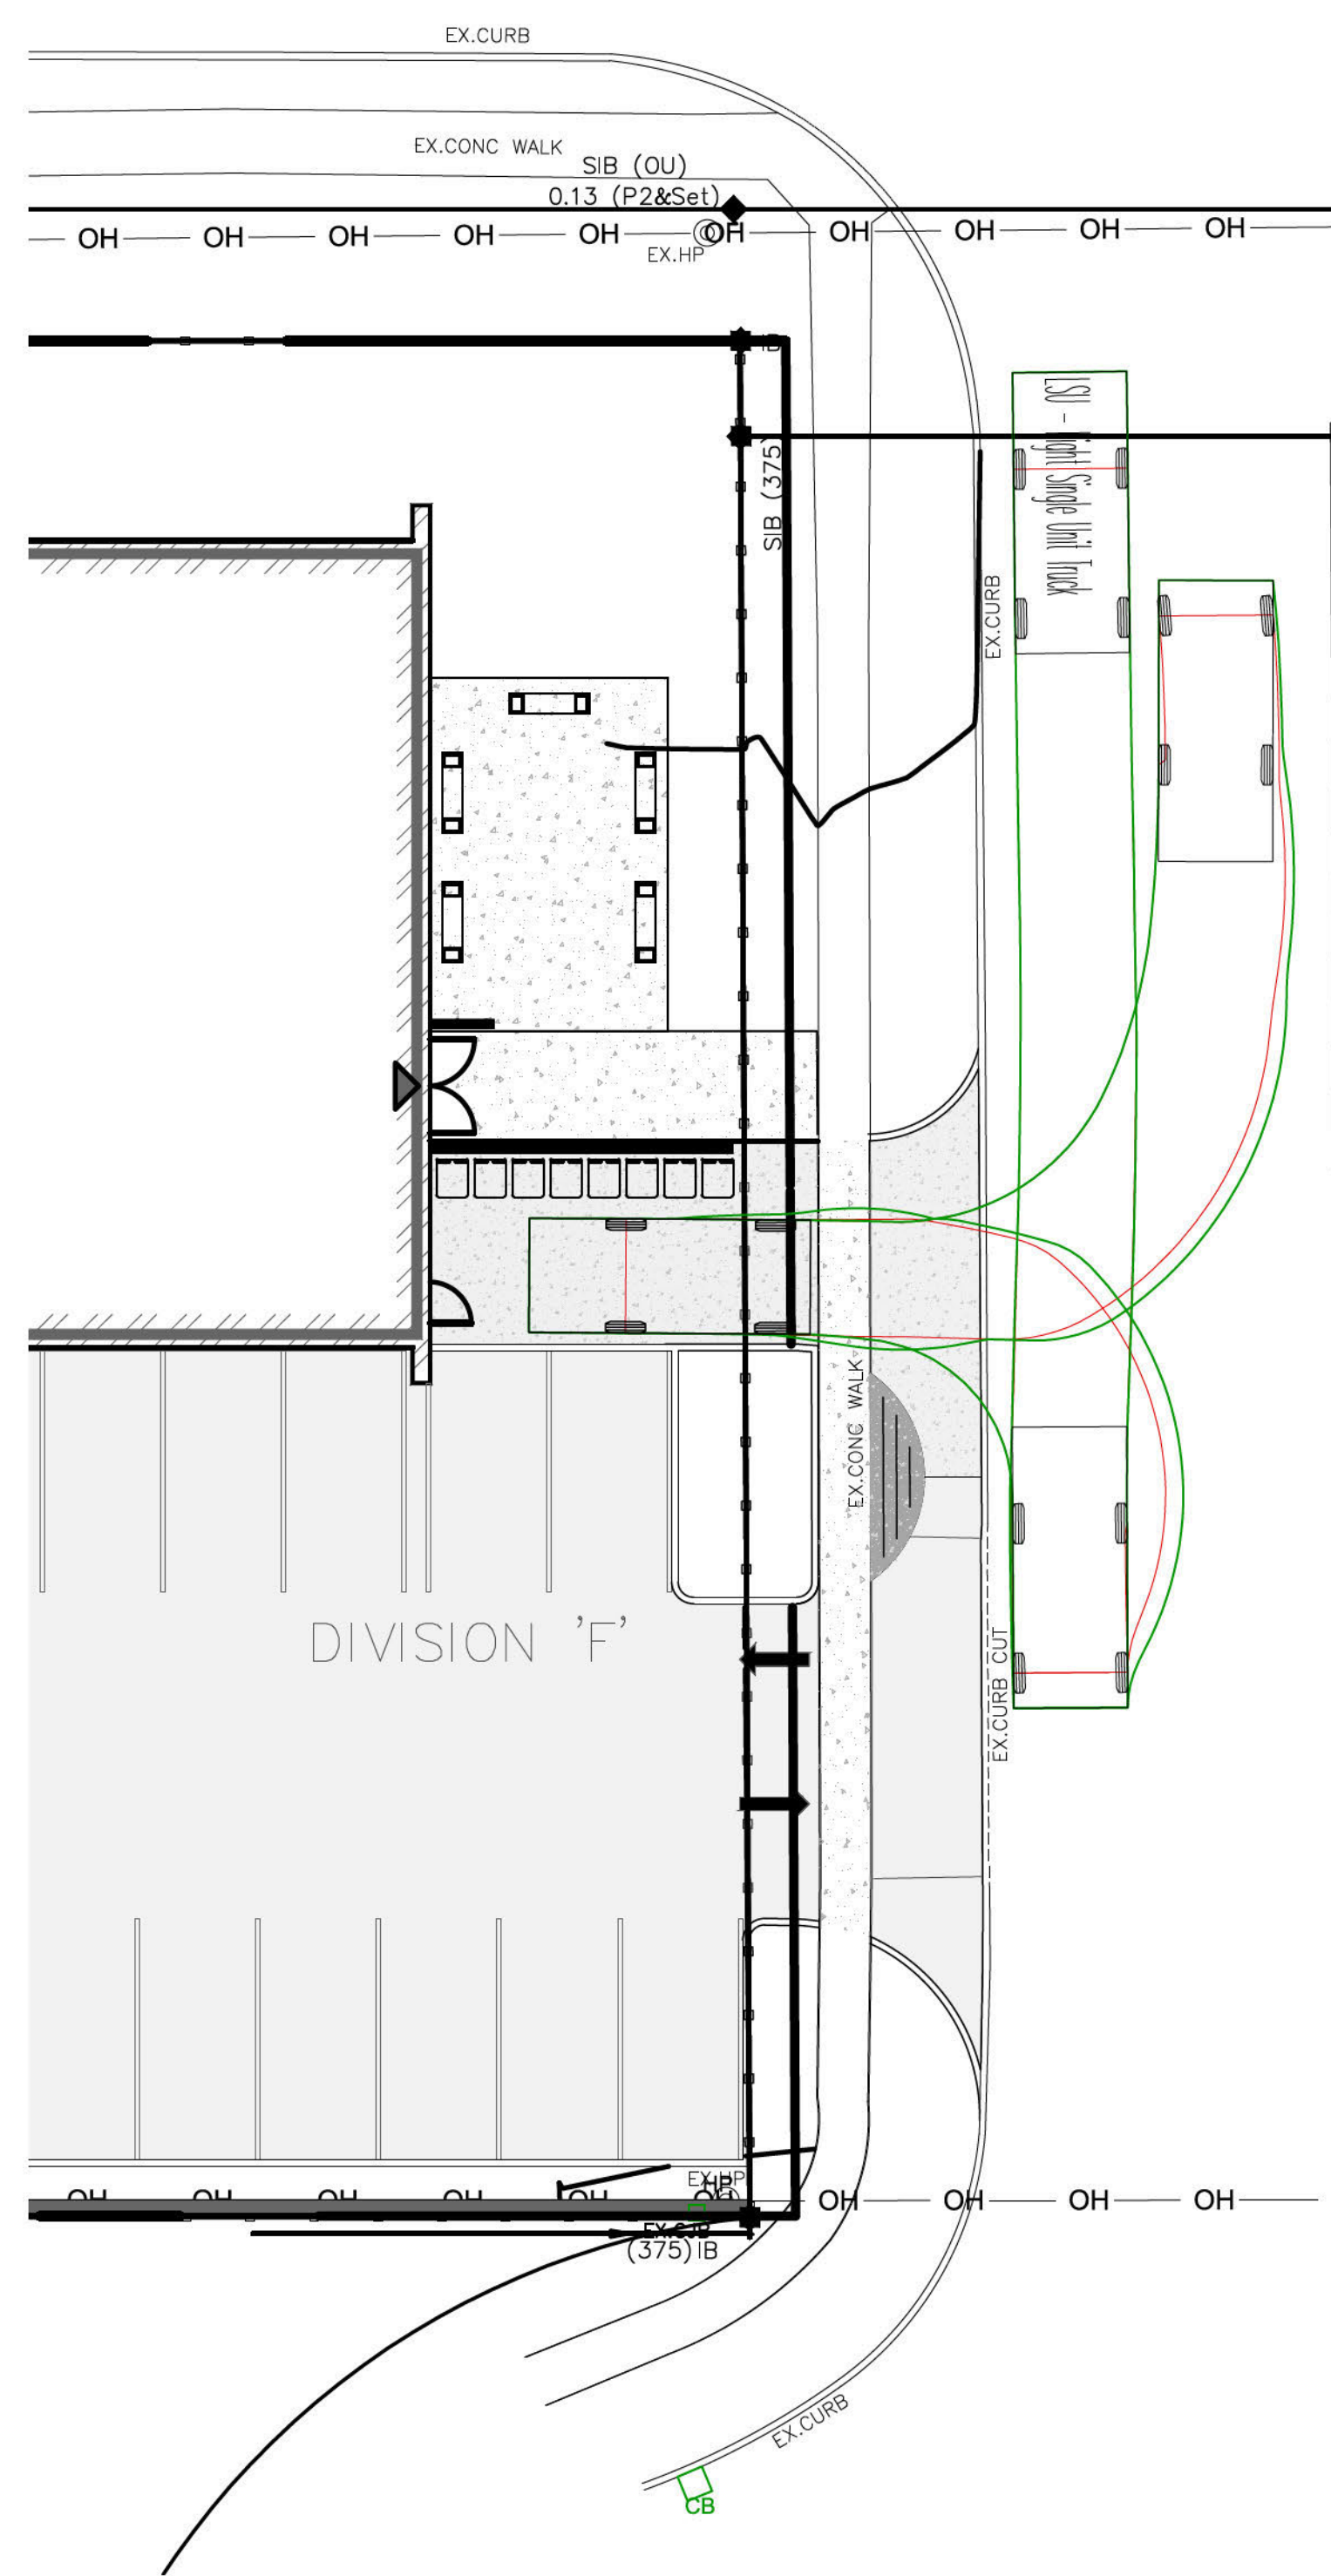 EX.CURB
EX.CONC WALK
SIB (OU)
0.13 (P2&Set)
OH OH OH OH OH OH OH OH OH OH
EX.HP
IB
SIB (375)
LSU - Light Single Unit Truck
EX.CURB
EX.CONC WALK
DIVISION 'F'
EX.CURB CUT
EX.HP
HP
OH OH OH OH OH OH OH OH OH OH
EX.CJB
(375) IB
EX.CURB
CB